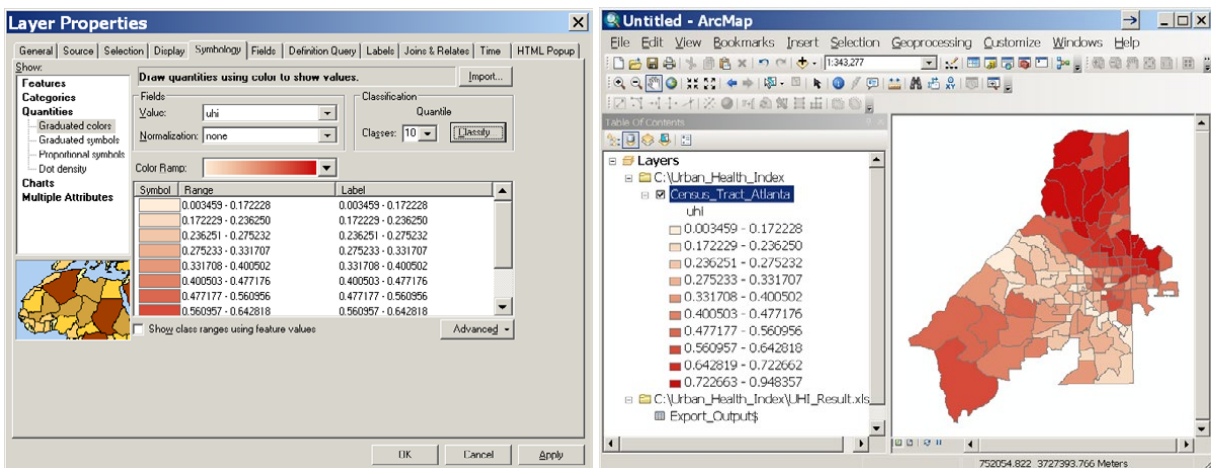 Layer Properties
General Source Selection Display Symbology Fields Definition Query Labels Joins & Relates Time HTML Popup
Show:
Features
Categories
Quantities
Graduated colors
Graduated symbols
Proportional symbols
Dot density
Charts
Multiple Attributes
Draw quantities using color to show values.
Import...
Fields
Value: uhi
Normalization: none
Classification
Quantile
Classes: 10 Classify
Color Ramp:
Symbol Range Label
0.003459 - 0.172228 0.003459 - 0.172228
0.172229 - 0.236250 0.172229 - 0.236250
0.236251 - 0.275232 0.236251 - 0.275232
0.275233 - 0.331707 0.275233 - 0.331707
0.331708 - 0.400502 0.331708 - 0.400502
0.400503 - 0.477176 0.400503 - 0.477176
0.477177 - 0.560956 0.477177 - 0.560956
0.560957 - 0.642818 0.560957 - 0.642818
Show class ranges using feature values
Advanced
OK Cancel Apply
Untitled - ArcMap
File Edit View Bookmarks Insert Selection Geoprocessing Customize Windows Help
1:343,277
Table Of Contents
Layers
C:\Urban_Health_Index
Census_Tract_Atlanta
uhi
0.003459 - 0.172228
0.172229 - 0.236250
0.236251 - 0.275232
0.275233 - 0.331707
0.331708 - 0.400502
0.400503 - 0.477176
0.477177 - 0.560956
0.560957 - 0.642818
0.642819 - 0.722662
0.722663 - 0.948357
C:\Urban_Health_Index\UHI_Result.xls
Export_Output$
752054.822 3727393.766 Meters